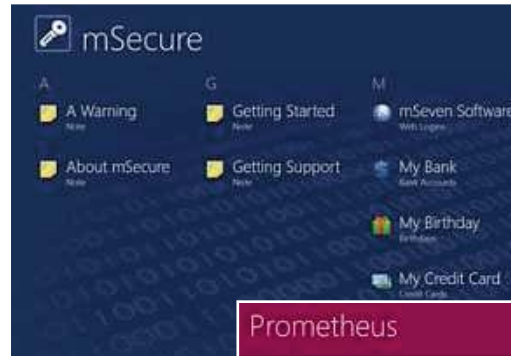 mSecure
A
A Warning
Note
About mSecure
Note
G
Getting Started
Note
Getting Support
Note
M
mSeven Software
Web Logins
My Bank
Bank Accounts
My Birthday
Birthdays
My Credit Card
Credit Cards
Prometheus